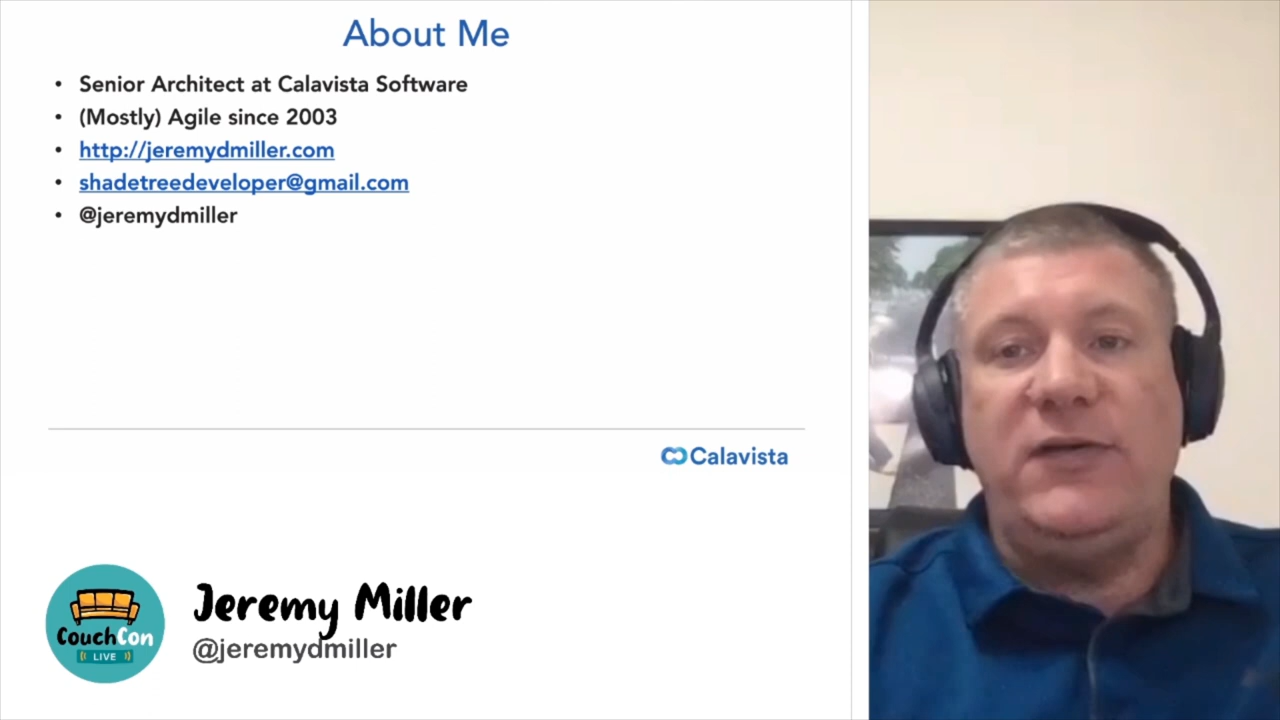 About Me
• Senior Architect at Calavista Software
• (Mostly) Agile since 2003
• http://jeremydmiller.com
• shadetreedeveloper@gmail.com
• @jeremydmiller
Calavista
CouchCon
LIVE
Jeremy Miller
@jeremydmiller